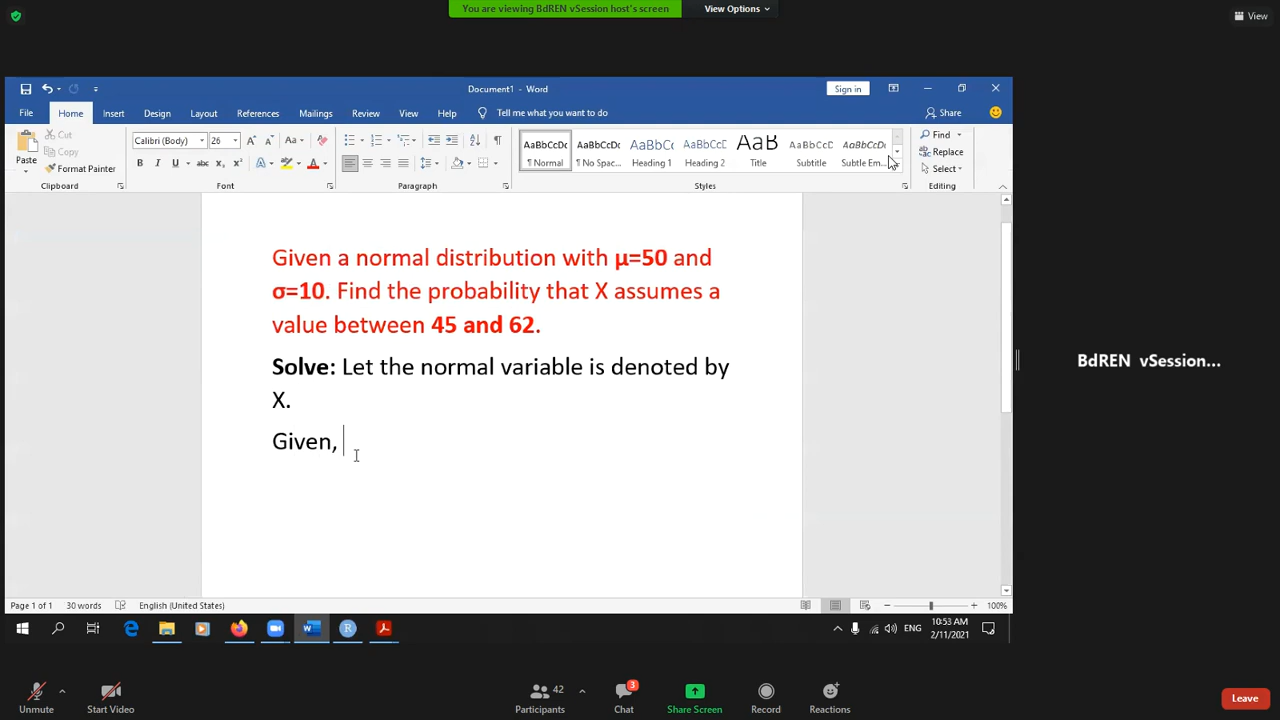 You are viewing BdREN vSession host's screen
View Options
View
Document1 - Word
Sign in
File Home Insert Design Layout References Mailings Review View Help Tell me what you want to do
Share
Paste
Cut
Copy
Format Painter
Clipboard
Calibri (Body) 26
Font
Paragraph
AaBbCcDc AaBbCcDc AaBbCc AaBbCcC AaB AaBbCcC AaBbCcDc
¶ Normal ¶ No Spac... Heading 1 Heading 2 Title Subtitle Subtle Em...
Styles
Find
Replace
Select
Editing
Given a normal distribution with μ=50 and
σ=10. Find the probability that X assumes a
value between 45 and 62.
Solve: Let the normal variable is denoted by
X.
Given,
BdREN vSession...
Page 1 of 1 30 words English (United States) 100%
ENG
10:53 AM
2/11/2021
Unmute
Start Video
42
Participants
3
Chat
Share Screen
Record
Reactions
Leave